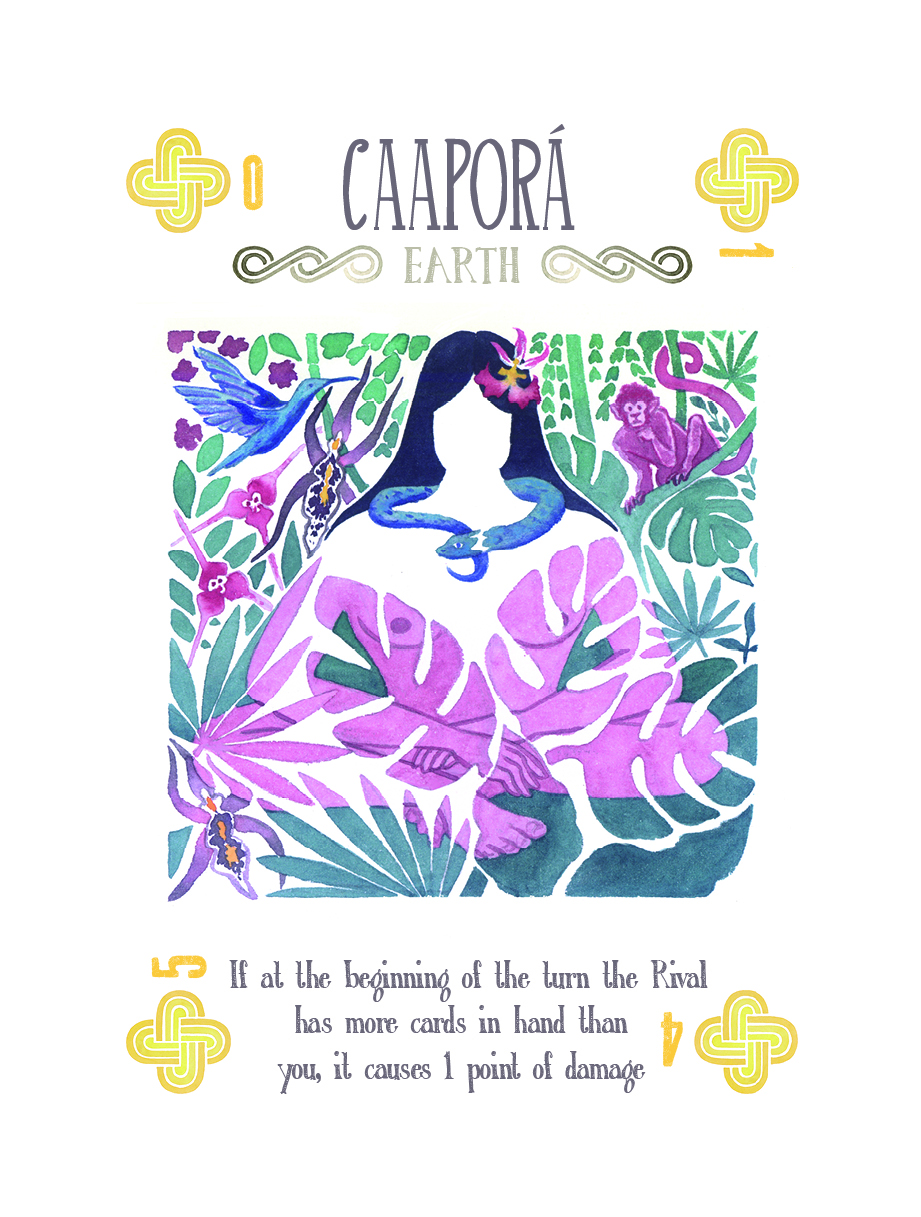 0
CAAPORÁ
1
EARTH
5
If at the beginning of the turn the Rival
has more cards in hand than
4
you, it causes 1 point of damage